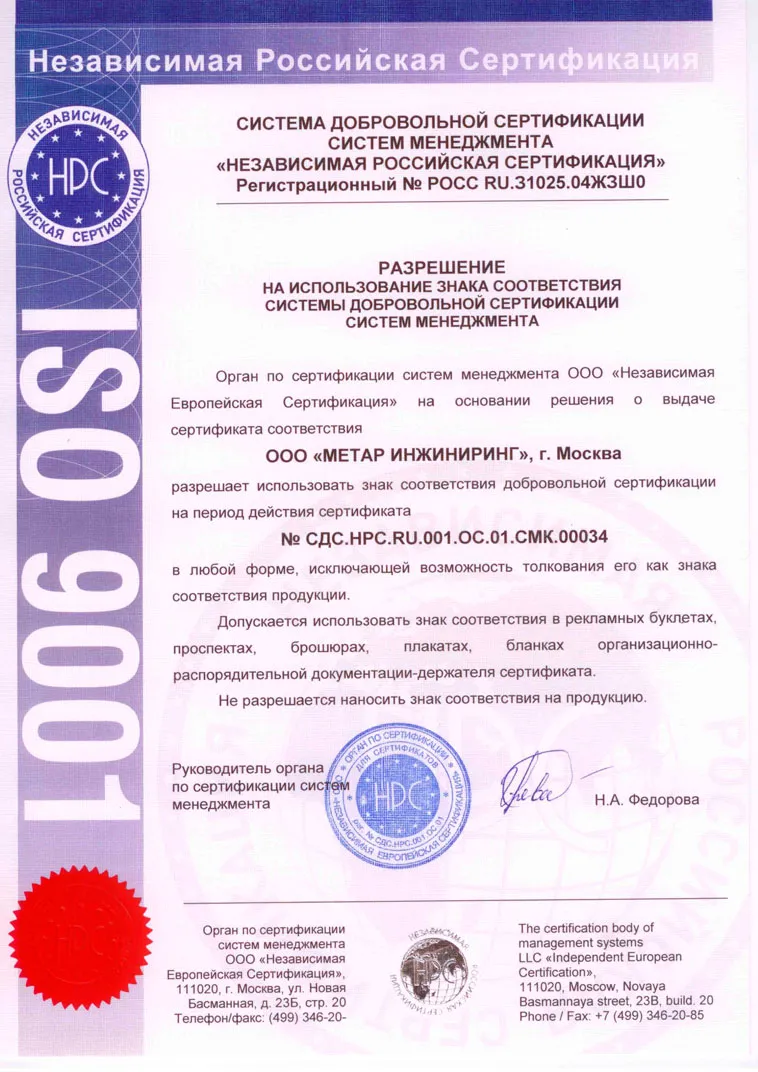 Независимая Российская Сертификация
НЕЗАВИСИМАЯ
НРС
РОССИЙСКАЯ СЕРТИФИКАЦИЯ
ISO 9001
СИСТЕМА ДОБРОВОЛЬНОЙ СЕРТИФИКАЦИИ
СИСТЕМ МЕНЕДЖМЕНТА
«НЕЗАВИСИМАЯ РОССИЙСКАЯ СЕРТИФИКАЦИЯ»
Регистрационный № РОСС RU.31025.04ЖЗШ0
РАЗРЕШЕНИЕ
НА ИСПОЛЬЗОВАНИЕ ЗНАКА СООТВЕТСТВИЯ
СИСТЕМЫ ДОБРОВОЛЬНОЙ СЕРТИФИКАЦИИ
СИСТЕМ МЕНЕДЖМЕНТА
Орган по сертификации систем менеджмента ООО «Независимая
Европейская Сертификация» на основании решения о выдаче
сертификата соответствия
ООО «МЕТАР ИНЖИНИРИНГ», г. Москва
разрешает использовать знак соответствия добровольной сертификации
на период действия сертификата
№ СДС.НРС.RU.001.ОС.01.СМК.00034
в любой форме, исключающей возможность толкования его как знака
соответствия продукции.
Допускается использовать знак соответствия в рекламных буклетах,
проспектах, брошюрах, плакатах, бланках организационно-
распорядительной документации-держателя сертификата.
Не разрешается наносить знак соответствия на продукцию.
Руководитель органа
по сертификации систем
менеджмента
ОРГАН ПО СЕРТИФИКАЦИИ
ООО «НЕЗАВИСИМАЯ ЕВРОПЕЙСКАЯ СЕРТИФИКАЦИЯ»
ДЛЯ СЕРТИФИКАТОВ
НРС
рег. № СДС.НРС.001.ОС.01
Н.А. Федорова
НРС
Орган по сертификации
систем менеджмента
ООО «Независимая
Европейская Сертификация»,
111020, г. Москва, ул. Новая
Басманная, д. 23Б, стр. 20
Телефон/факс: (499) 346-20-
НЕЗАВИСИМАЯ
НРС
РОССИЙСКАЯ СЕРТИФИКАЦИЯ
The certification body of
management systems
LLC «Independent European
Certification»,
111020, Moscow, Novaya
Basmannaya street, 23B, build. 20
Phone / Fax: +7 (499) 346-20-85